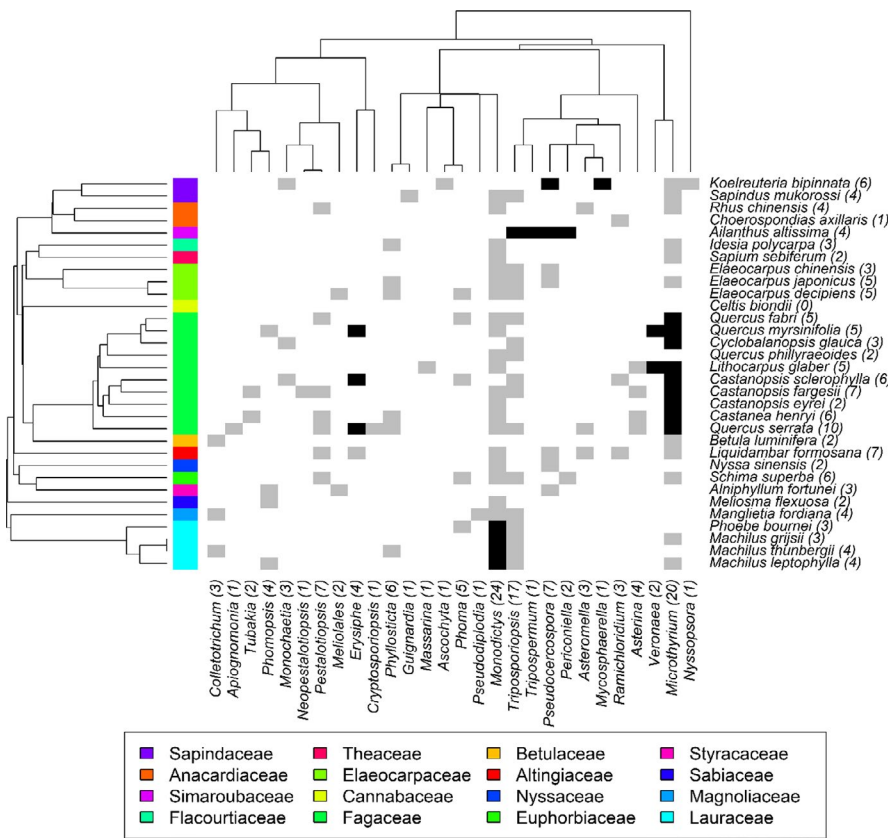 Koelreuteria bipinnata (6)
Sapindus mukorossi (4)
Rhus chinensis (4)
Choerospondias axillaris (1)
Ailanthus altissima (4)
Idesia polycarpa (3)
Sapium sebiferum (2)
Elaeocarpus chinensis (3)
Elaeocarpus japonicus (5)
Elaeocarpus decipiens (5)
Celtis biondii (0)
Quercus fabri (5)
Quercus myrsinifolia (5)
Cyclobalanopsis glauca (3)
Quercus phillyraeoides (2)
Lithocarpus glaber (5)
Castanopsis sclerophylla (6)
Castanopsis fargesii (7)
Castanopsis eyrei (2)
Castanea henryi (6)
Quercus serrata (10)
Betula luminifera (2)
Liquidambar formosana (7)
Nyssa sinensis (2)
Schima superba (6)
Alniphyllum fortunei (3)
Meliosma flexuosa (2)
Manglietia fordiana (4)
Phoebe bournei (3)
Machilus grijsii (3)
Machilus thunbergii (4)
Machilus leptophylla (4)
Colletotrichum (3)
Apiognomonia (1)
Tubakia (2)
Phomopsis (4)
Monochaetia (3)
Neopestalotiopsis (1)
Pestalotiopsis (7)
Meliolales (2)
Erysiphe (4)
Cryptosporiopsis (1)
Phyllosticta (6)
Guignardia (1)
Massarina (1)
Ascochyta (1)
Phoma (5)
Pseudodiplodia (1)
Monodictys (24)
Triposporiopsis (17)
Tripospermum (1)
Pseudocercospora (7)
Periconiella (2)
Asteromella (3)
Mycosphaerella (1)
Ramichloridium (3)
Asterina (4)
Veronaea (2)
Microthyrium (20)
Nyssopsora (1)
Sapindaceae Theaceae Betulaceae Styracaceae
Anacardiaceae Elaeocarpaceae Altingiaceae Sabiaceae
Simaroubaceae Cannabaceae Nyssaceae Magnoliaceae
Flacourtiaceae Fagaceae Euphorbiaceae Lauraceae